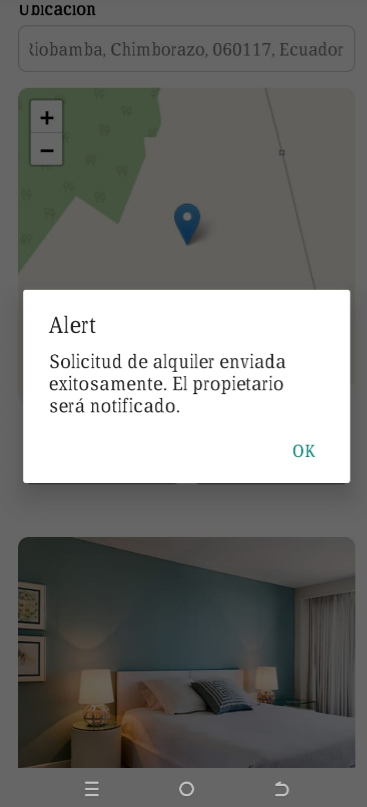 Ubicación
Riobamba, Chimborazo, 060117, Ecuador
+
−
Alert
Solicitud de alquiler enviada
exitosamente. El propietario
será notificado.
OK